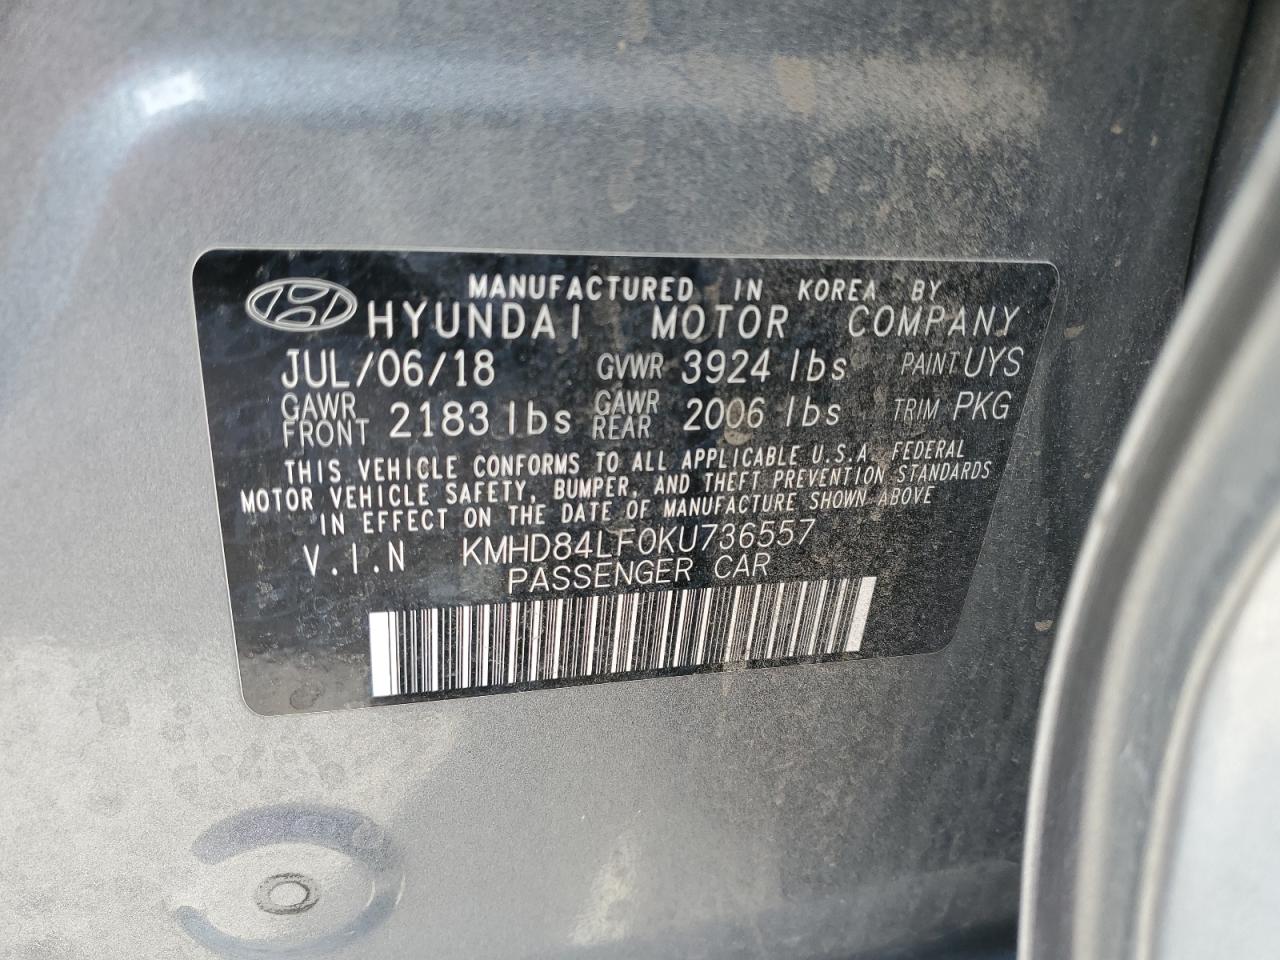 MANUFACTURED IN KOREA BY
HYUNDAI MOTOR COMPANY
JUL/06/18 GVWR 3924 lbs PAINT UYS
GAWR FRONT 2183 lbs GAWR REAR 2006 lbs TRIM PKG
THIS VEHICLE CONFORMS TO ALL APPLICABLE U.S.A. FEDERAL
MOTOR VEHICLE SAFETY, BUMPER, AND THEFT PREVENTION STANDARDS
IN EFFECT ON THE DATE OF MANUFACTURE SHOWN ABOVE
V.I.N KMHD84LF0KU736557
PASSENGER CAR